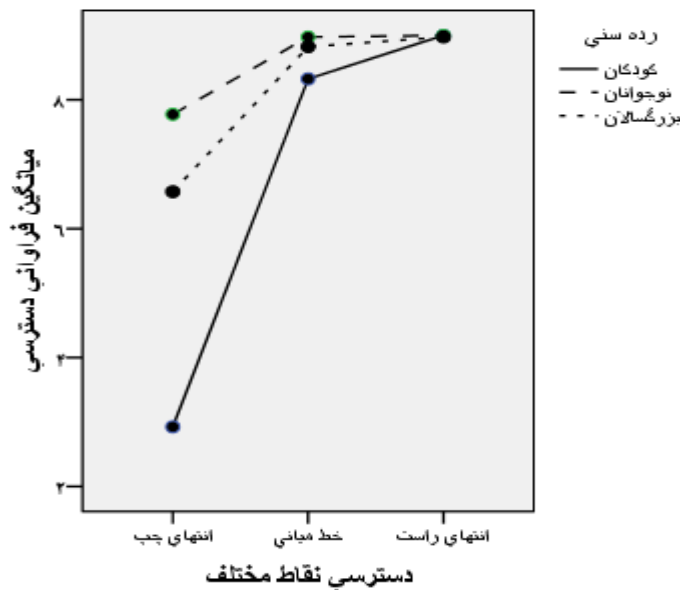 رده سني
کودکان
نوجوانان
بزرگسالان
ميانگين فراواني دسترسي
۸
۶
۴
۲
انتهاي چپ
خط مياني
انتهاي راست
دسترسي نقاط مختلف